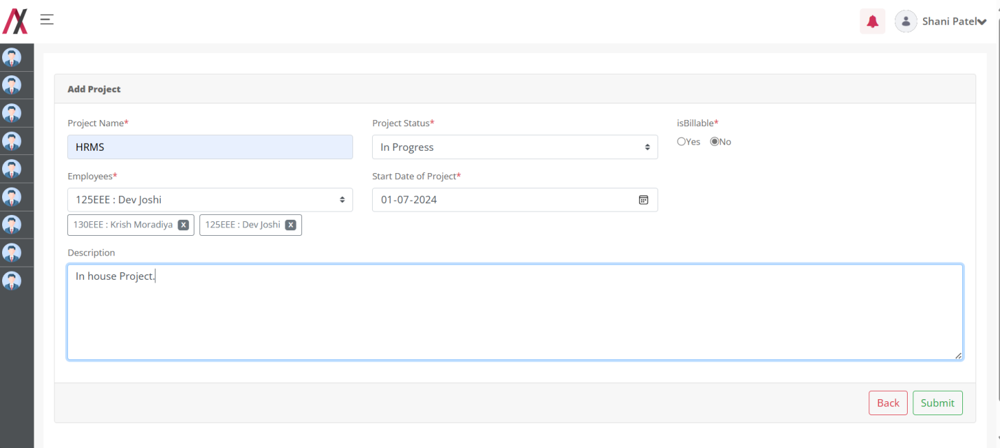 Shani Patel
Add Project
Project Name* Project Status* isBillable*
HRMS In Progress Yes No
Employees* Start Date of Project*
125EEE : Dev Joshi 01-07-2024
130EEE : Krish Moradiya X 125EEE : Dev Joshi X
Description
In house Project.
Back Submit